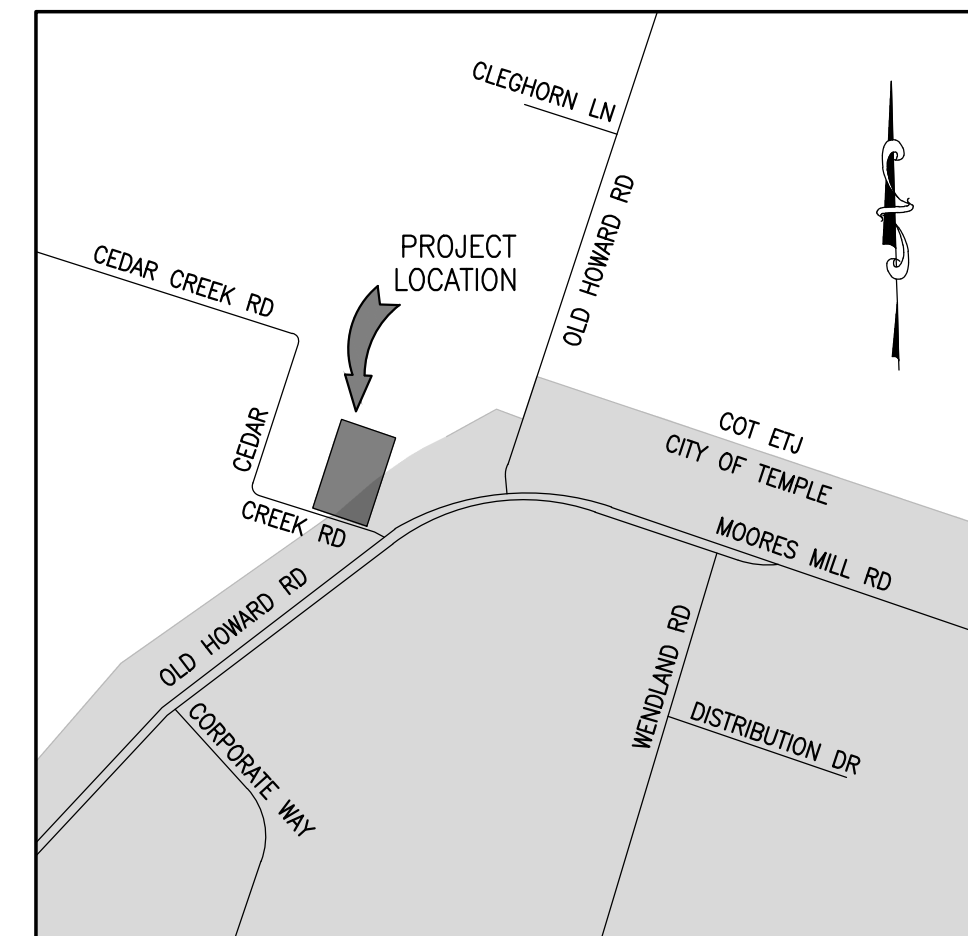 CLEGHORN LN
OLD HOWARD RD
PROJECT
LOCATION
CEDAR CREEK RD
CEDAR
CREEK RD
COT ETJ
CITY OF TEMPLE
MOORES MILL RD
OLD HOWARD RD
WENDLAND RD
DISTRIBUTION DR
CORPORATE WAY